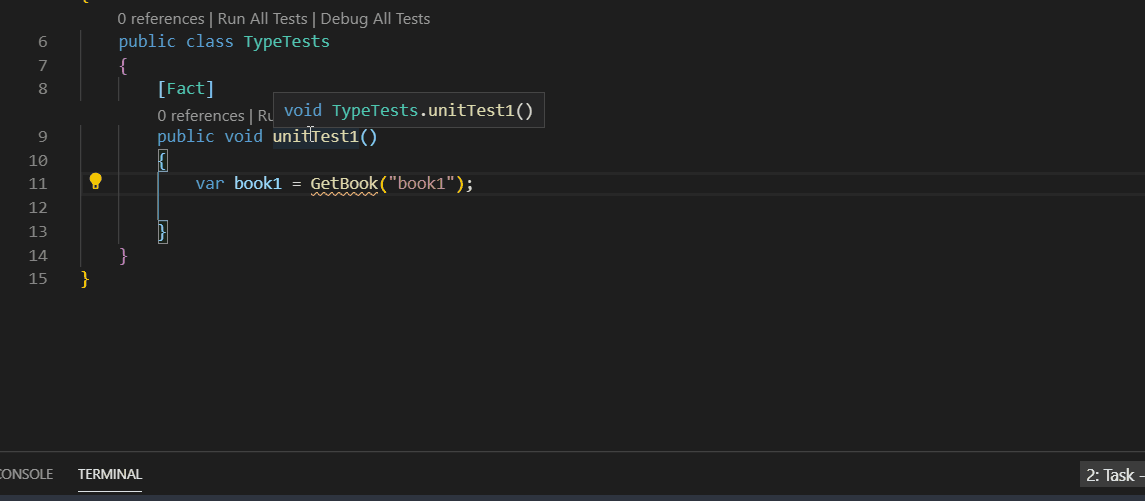 {
0 references | Run All Tests | Debug All Tests
6 public class TypeTests
7 {
8 [Fact]
void TypeTests.unitTest1()
0 references | Ru
9 public void unitTest1()
10 {
11 var book1 = GetBook("book1");
12
13 }
14 }
15 }
CONSOLE TERMINAL 2: Task -